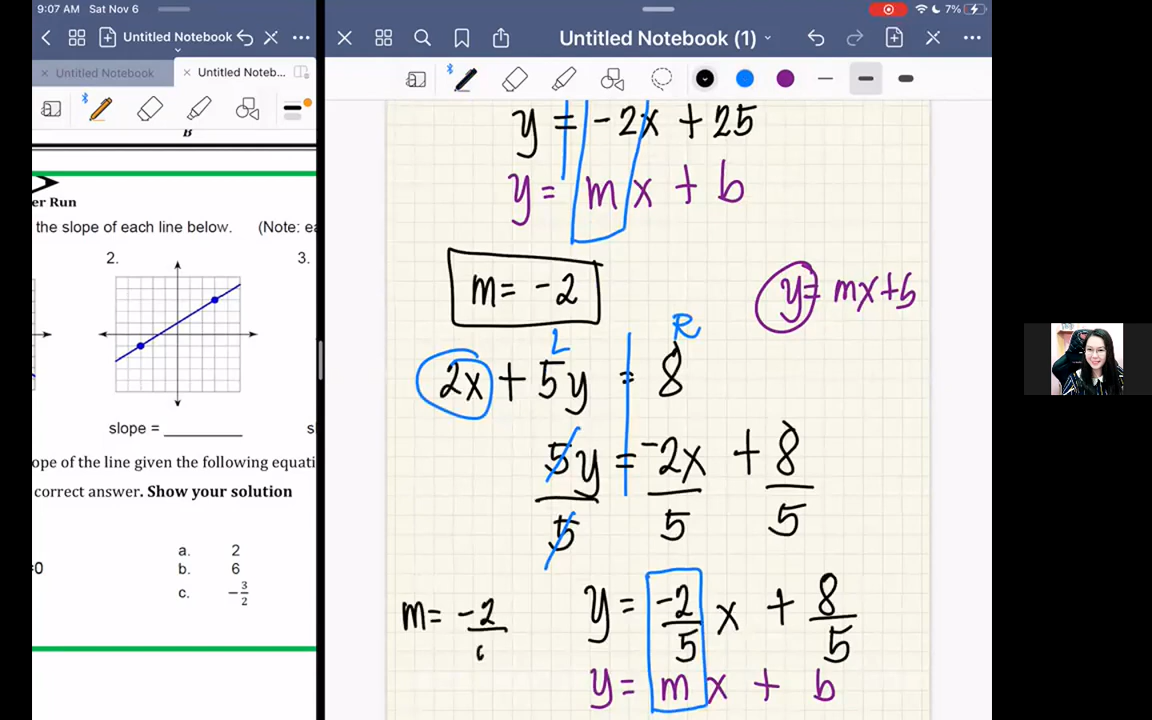 9:07 AM Sat Nov 6
7%
Untitled Notebook
Untitled Notebook
Untitled Noteb...
B
er Run
the slope of each line below. (Note: ea
2.
3.
slope = ________
s
ope of the line given the following equati
correct answer. Show your solution
=0
a. 2
b. 6
c. -3/2
Untitled Notebook (1)
y = -2x + 25
y = mx + b
m = -2
y = mx+b
L
R
2x + 5y = 8
5y/5 = -2x/5 + 8/5
m = -2
y = -2/5 x + 8/5
y = mx + b